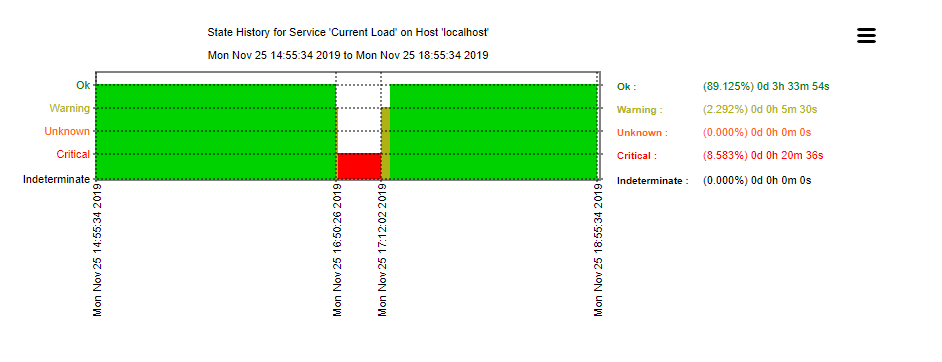 State History for Service 'Current Load' on Host 'localhost'
Mon Nov 25 14:55:34 2019 to Mon Nov 25 18:55:34 2019
Ok
Warning
Unknown
Critical
Indeterminate
Mon Nov 25 14:55:34 2019
Mon Nov 25 16:50:26 2019
Mon Nov 25 17:12:02 2019
Mon Nov 25 18:55:34 2019
Ok : (89.125%) 0d 3h 33m 54s
Warning : (2.292%) 0d 0h 5m 30s
Unknown : (0.000%) 0d 0h 0m 0s
Critical : (8.583%) 0d 0h 20m 36s
Indeterminate : (0.000%) 0d 0h 0m 0s